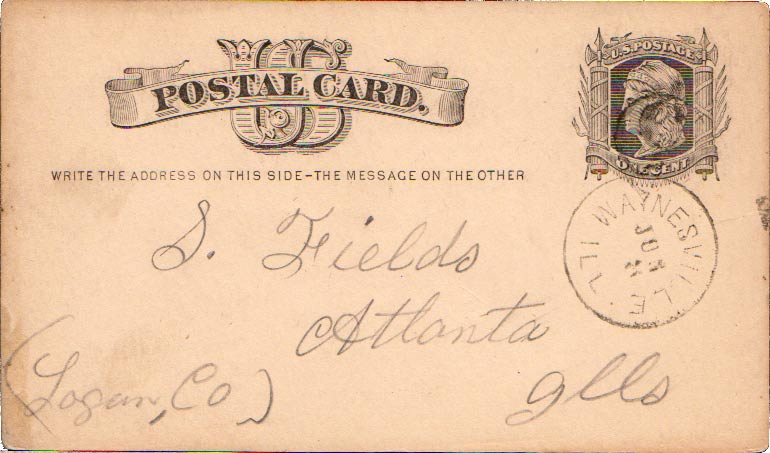 US
POSTAL CARD.
U.S. POSTAGE
ONE CENT
WRITE THE ADDRESS ON THIS SIDE–THE MESSAGE ON THE OTHER
WAYNESVILLE ILL.
S. Fields
Atlanta
(Logan, Co) Ills